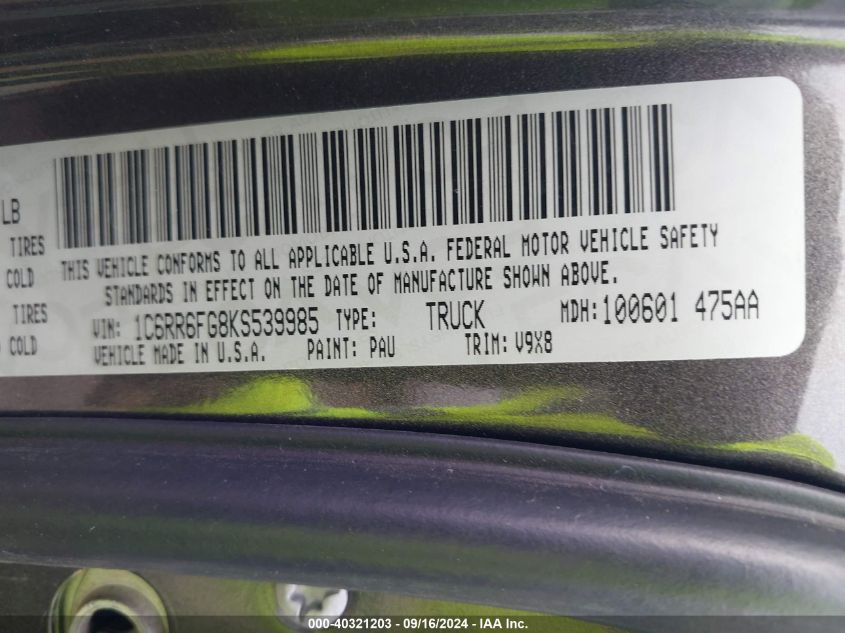 LB
TIRES
COLD
THIS VEHICLE CONFORMS TO ALL APPLICABLE U.S.A. FEDERAL MOTOR VEHICLE SAFETY
STANDARDS IN EFFECT ON THE DATE OF MANUFACTURE SHOWN ABOVE.
TIRES
COLD
VIN: 1C6RR6FG8KS539985 TYPE: TRUCK MDH:100601 475AA
VEHICLE MADE IN U.S.A. PAINT: PAU TRIM: V9X8
000-40321203 - 09/16/2024 - IAA Inc.